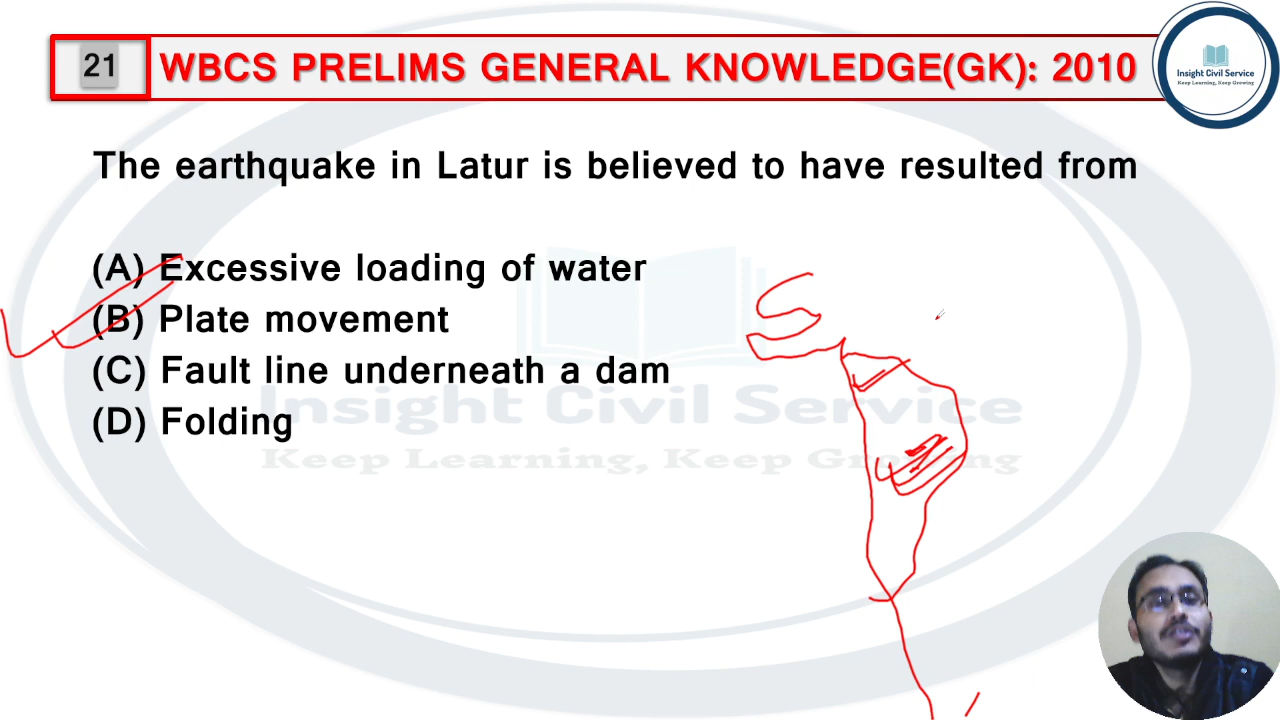 21
WBCS PRELIMS GENERAL KNOWLEDGE(GK): 2010
Insight Civil Service
Keep Learning, Keep Growing
The earthquake in Latur is believed to have resulted from
(A) Excessive loading of water
(B) Plate movement
(C) Fault line underneath a dam
(D) Folding
Insight Civil Service
Keep Learning, Keep Growing